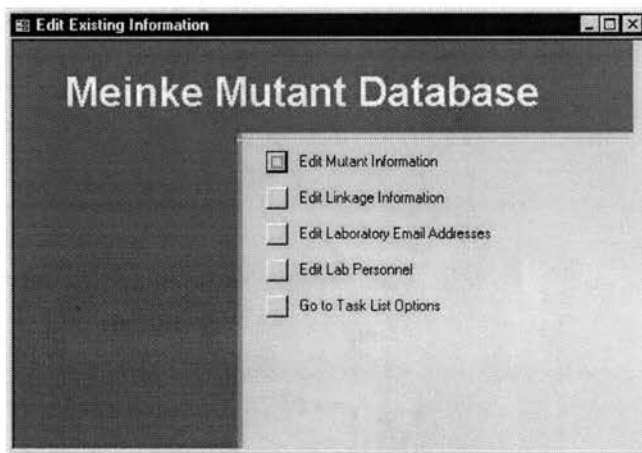 Edit Existing Information
Meinke Mutant Database
Edit Mutant Information
Edit Linkage Information
Edit Laboratory Email Addresses
Edit Lab Personnel
Go to Task List Options